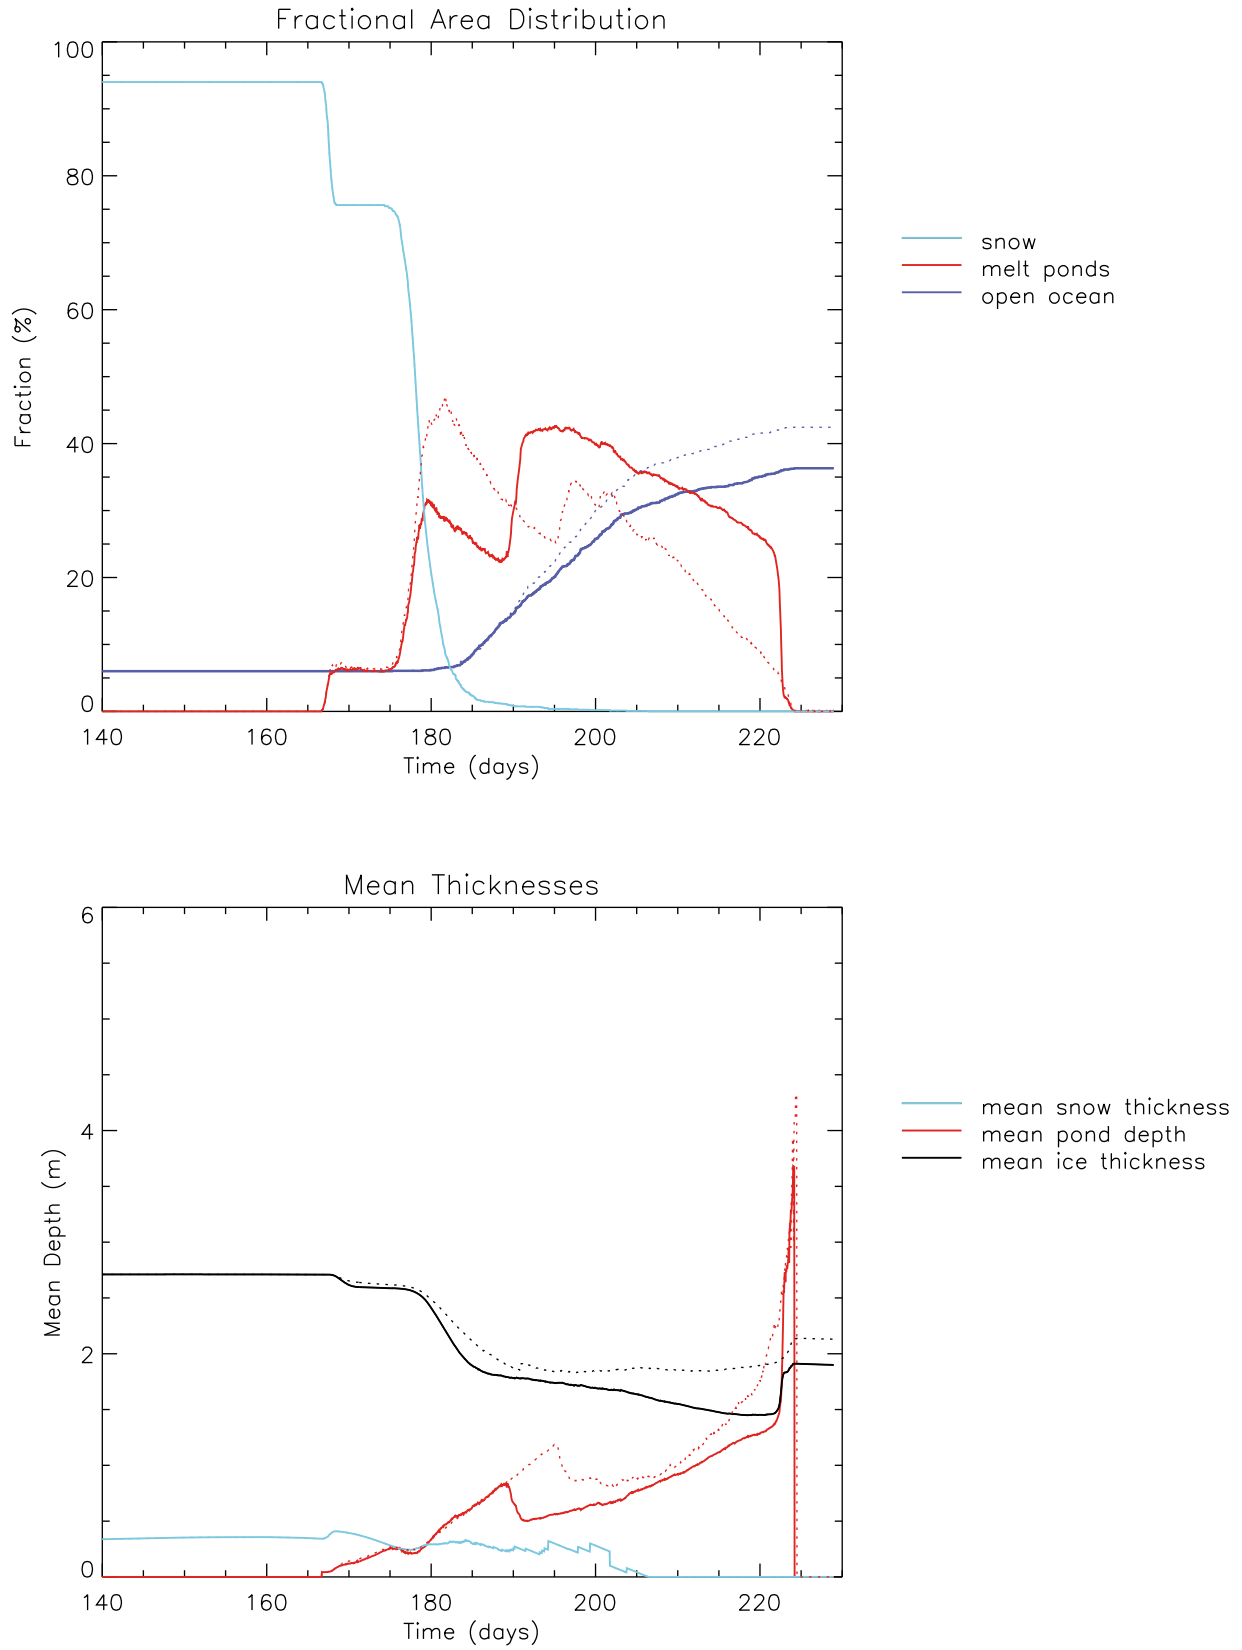 Fractional Area Distribution
100
80
60
40
20
0
Fraction (%)
140 160 180 200 220
Time (days)
snow
melt ponds
open ocean
Mean Thicknesses
6
4
2
0
Mean Depth (m)
140 160 180 200 220
Time (days)
mean snow thickness
mean pond depth
mean ice thickness